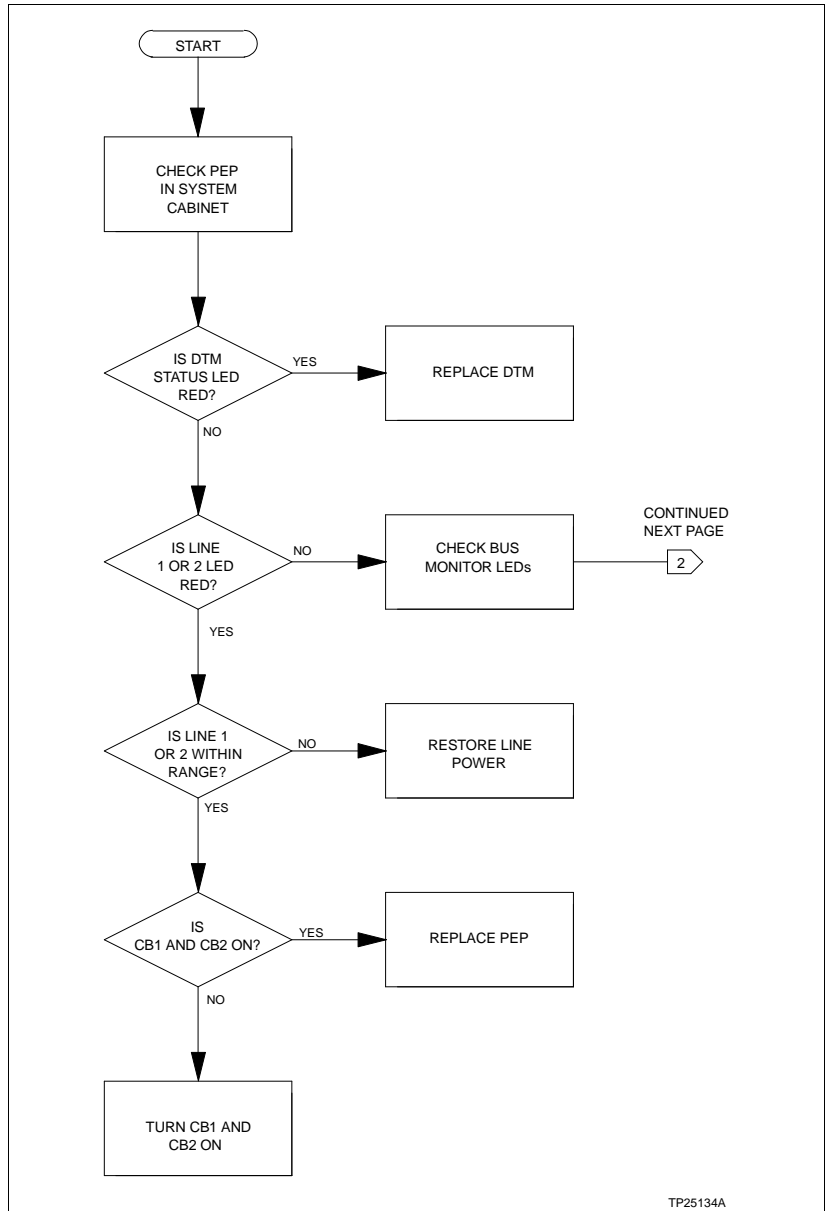 START
CHECK PEP
IN SYSTEM
CABINET
IS DTM
STATUS LED
RED?
YES
REPLACE DTM
NO
IS LINE
1 OR 2 LED
RED?
NO
CHECK BUS
MONITOR LEDs
CONTINUED
NEXT PAGE
2
YES
IS LINE 1
OR 2 WITHIN
RANGE?
NO
RESTORE LINE
POWER
YES
IS
CB1 AND CB2 ON?
YES
REPLACE PEP
NO
TURN CB1 AND
CB2 ON
TP25134A